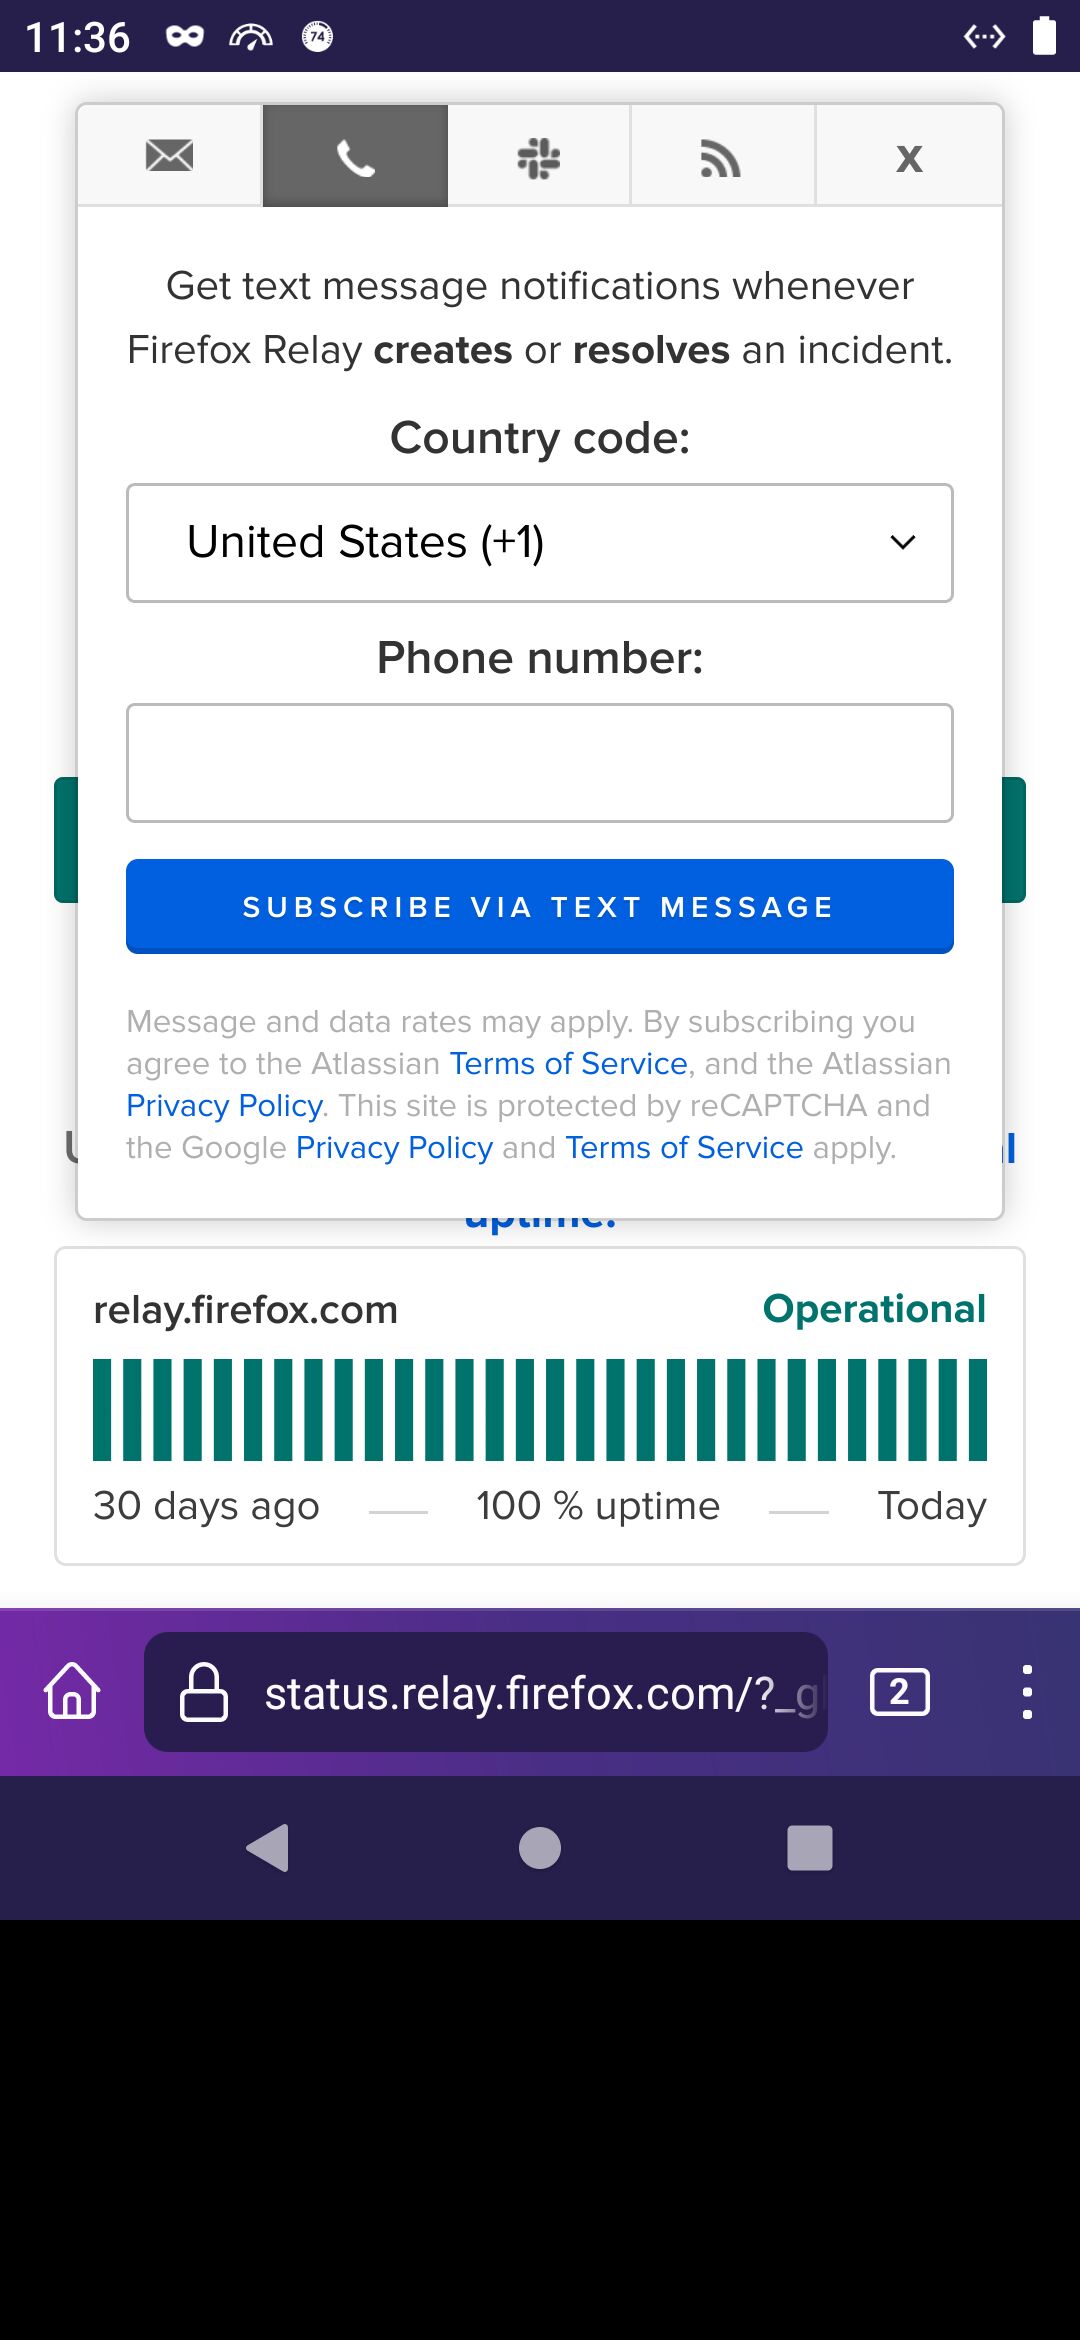 11:36
74
x
Get text message notifications whenever
Firefox Relay creates or resolves an incident.
Country code:
United States (+1)
Phone number:
SUBSCRIBE VIA TEXT MESSAGE
Message and data rates may apply. By subscribing you
agree to the Atlassian Terms of Service, and the Atlassian
Privacy Policy. This site is protected by reCAPTCHA and
the Google Privacy Policy and Terms of Service apply.
uptime.
relay.firefox.com Operational
30 days ago 100 % uptime Today
status.relay.firefox.com/?_g
2